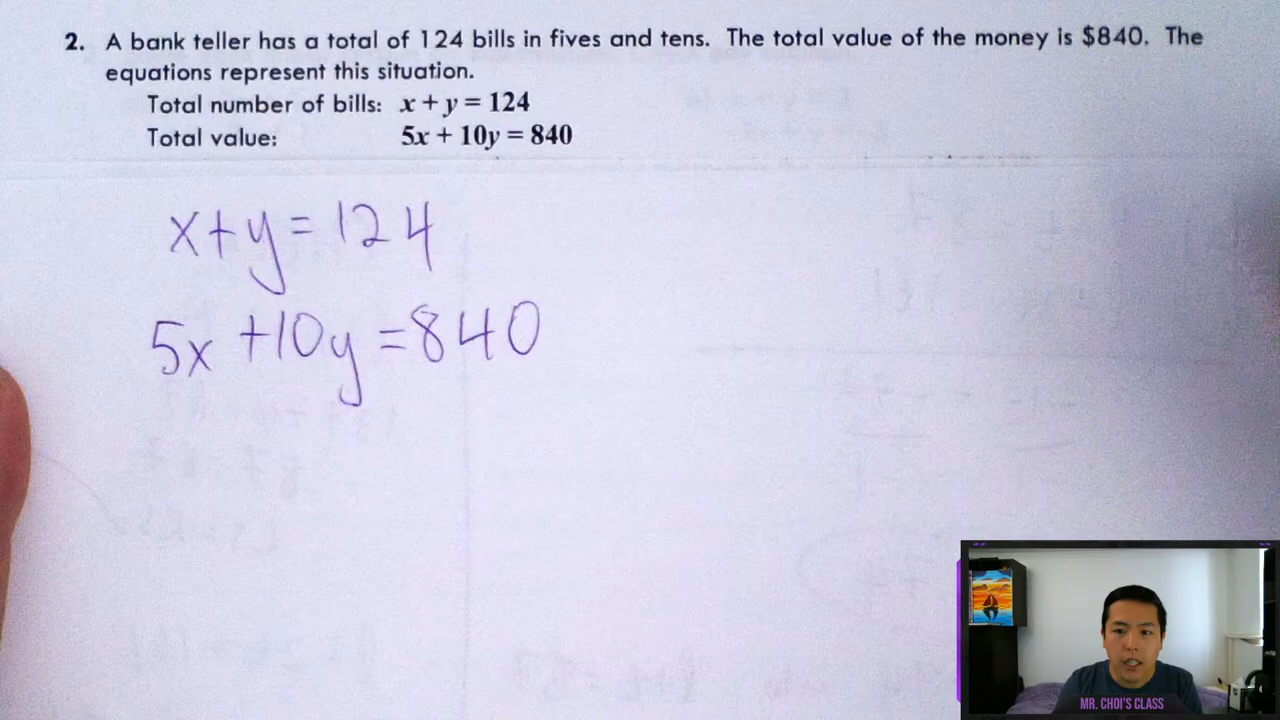 2. A bank teller has a total of 124 bills in fives and tens. The total value of the money is $840. The
equations represent this situation.
Total number of bills: x + y = 124
Total value: 5x + 10y = 840
x+y=124
5x+10y=840
MR. CHOI'S CLASS